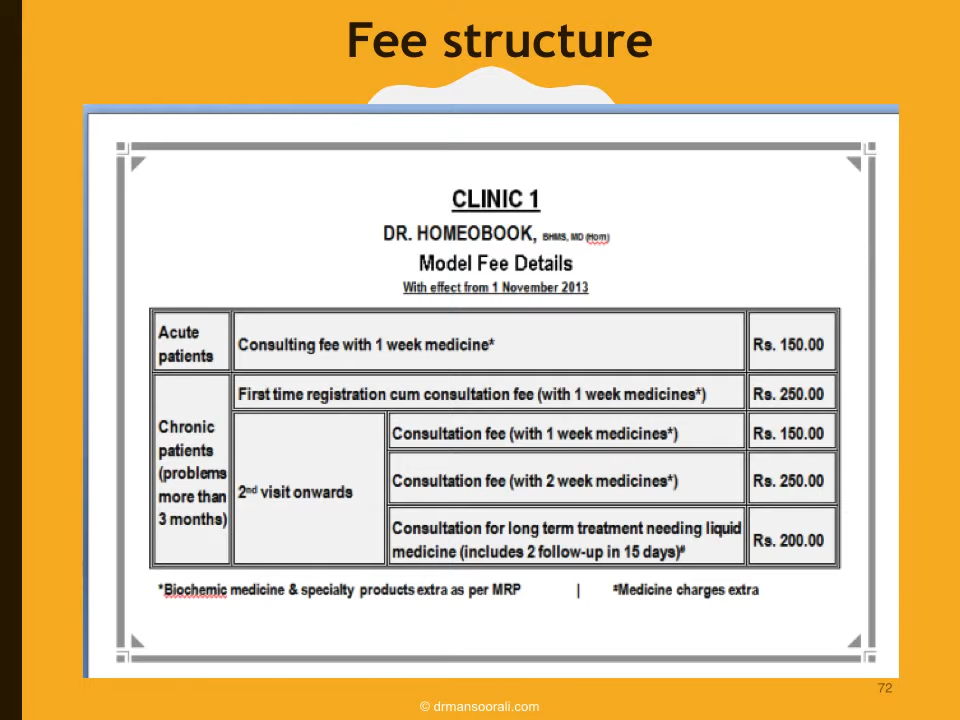 Fee structure
CLINIC 1
DR. HOMEOBOOK, BHMS, MD (Hom)
Model Fee Details
With effect from 1 November 2013
Acute
patients
Consulting fee with 1 week medicine*
Rs. 150.00
Chronic
patients
(problems
more than
3 months)
First time registration cum consultation fee (with 1 week medicines*)
Rs. 250.00
2nd visit onwards
Consultation fee (with 1 week medicines*)
Rs. 150.00
Consultation fee (with 2 week medicines*)
Rs. 250.00
Consultation for long term treatment needing liquid
medicine (includes 2 follow-up in 15 days)#
Rs. 200.00
*Biochemic medicine & specialty products extra as per MRP | #Medicine charges extra
72
© drmansoorali.com